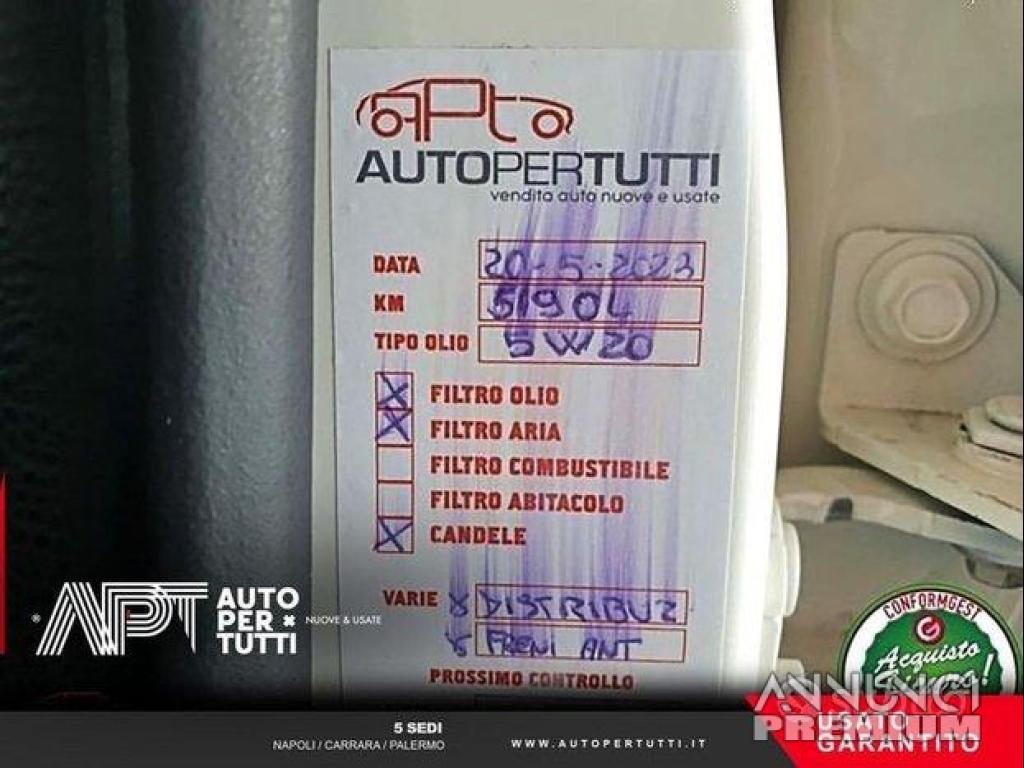 APt
AUTOPERTUTTI
vendita auto nuove e usate
DATA 20-5-2023
KM 51904
TIPO OLIO 5W20
X FILTRO OLIO
X FILTRO ARIA
FILTRO COMBUSTIBILE
FILTRO ABITACOLO
X CANDELE
VARIE X DISTRIBUZ
X FRENI ANT
PROSSIMO CONTROLLO
® APT AUTO PER TUTTI NUOVE & USATE
CONFORMGEST
Acquisto
ANNUNCI
PREMIUM
USATO
GARANTITO
5 SEDI
NAPOLI / CARRARA / PALERMO
WWW.AUTOPERTUTTI.IT